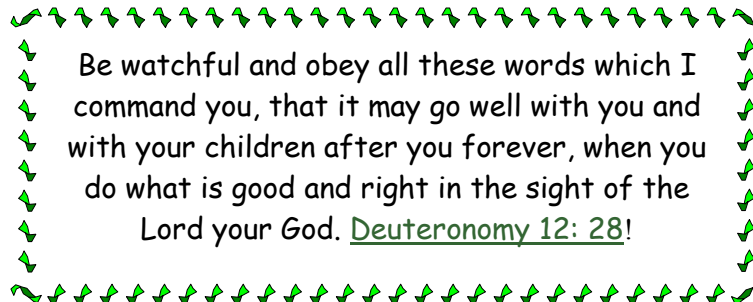 Be watchful and obey all these words which I
command you, that it may go well with you and
with your children after you forever, when you
do what is good and right in the sight of the
Lord your God. Deuteronomy 12: 28!